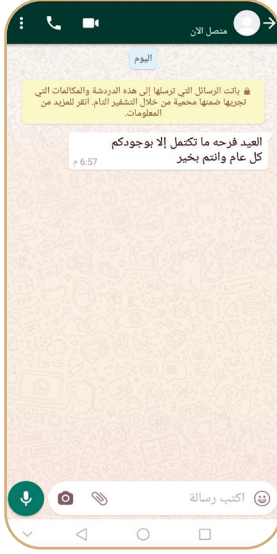 متصل الآن
اليوم
باتت الرسائل التي ترسلها إلى هذه الدردشة والمكالمات التي
تجريها ضمنها محمية من خلال التشفير التام. انقر للمزيد من
المعلومات.
العيد فرحه ما تكتمل إلا بوجودكم
كل عام وانتم بخير
6:57 م
اكتب رسالة